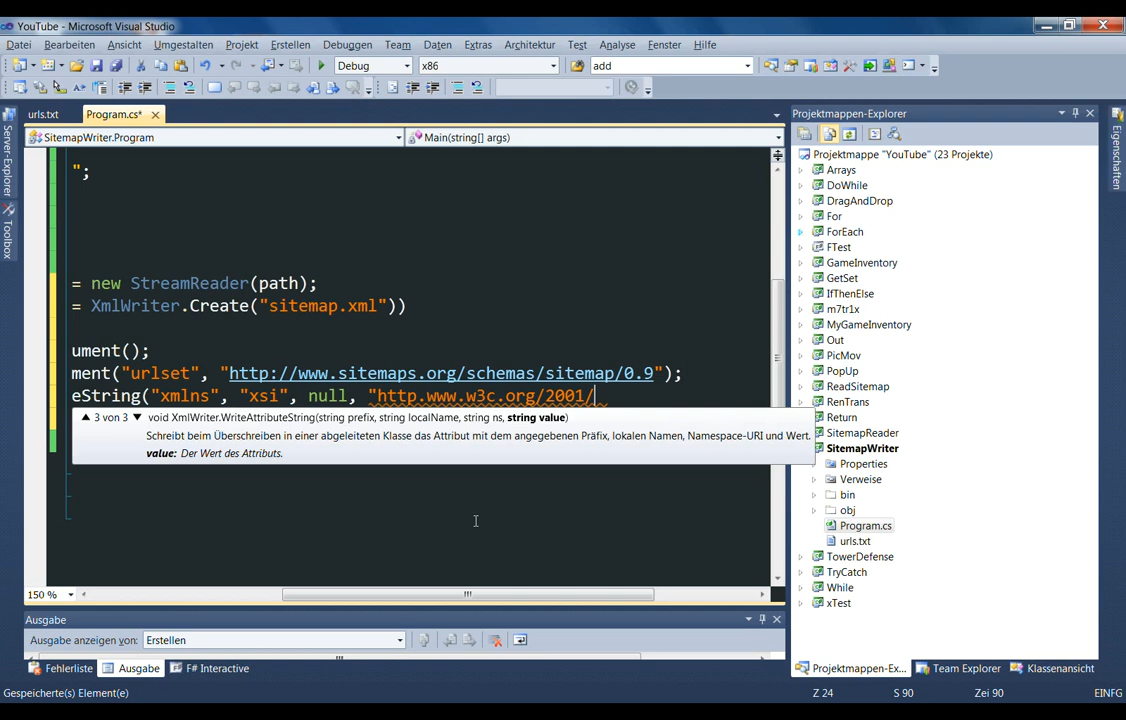 YouTube - Microsoft Visual Studio
Datei Bearbeiten Ansicht Umgestalten Projekt Erstellen Debuggen Team Daten Extras Architektur Test Analyse Fenster Hilfe
Debug x86 add
urls.txt Program.cs*
SitemapWriter.Program Main(string[] args)
";
= new StreamReader(path);
= XmlWriter.Create("sitemap.xml"))
ument();
ment("urlset", "http://www.sitemaps.org/schemas/sitemap/0.9");
eString("xmlns", "xsi", null, "http.www.w3c.org/2001/
3 von 3 void XmlWriter.WriteAttributeString(string prefix, string localName, string ns, string value)
Schreibt beim Überschreiben in einer abgeleiteten Klasse das Attribut mit dem angegebenen Präfix, lokalen Namen, Namespace-URI und Wert.
value: Der Wert des Attributs.
150 %
Ausgabe
Ausgabe anzeigen von: Erstellen
Fehlerliste Ausgabe F# Interactive
Gespeicherte(s) Element(e) Z 24 S 90 Zei 90 EINFG
Server-Explorer
Toolbox
Projektmappen-Explorer
Projektmappe "YouTube" (23 Projekte)
Arrays
DoWhile
DragAndDrop
For
ForEach
FTest
GameInventory
GetSet
IfThenElse
m7tr1x
MyGameInventory
Out
PicMov
PopUp
ReadSitemap
RenTrans
Return
SitemapReader
SitemapWriter
Properties
Verweise
bin
obj
Program.cs
urls.txt
TowerDefense
TryCatch
While
xTest
Projektmappen-Ex... Team Explorer Klassenansicht
Eigenschaften